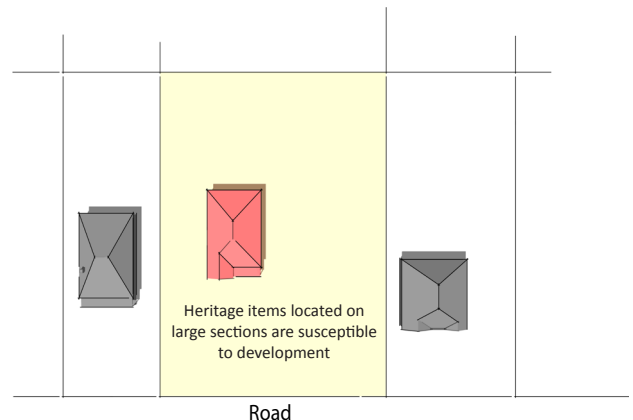 Heritage items located on
large sections are susceptible
to development
Road